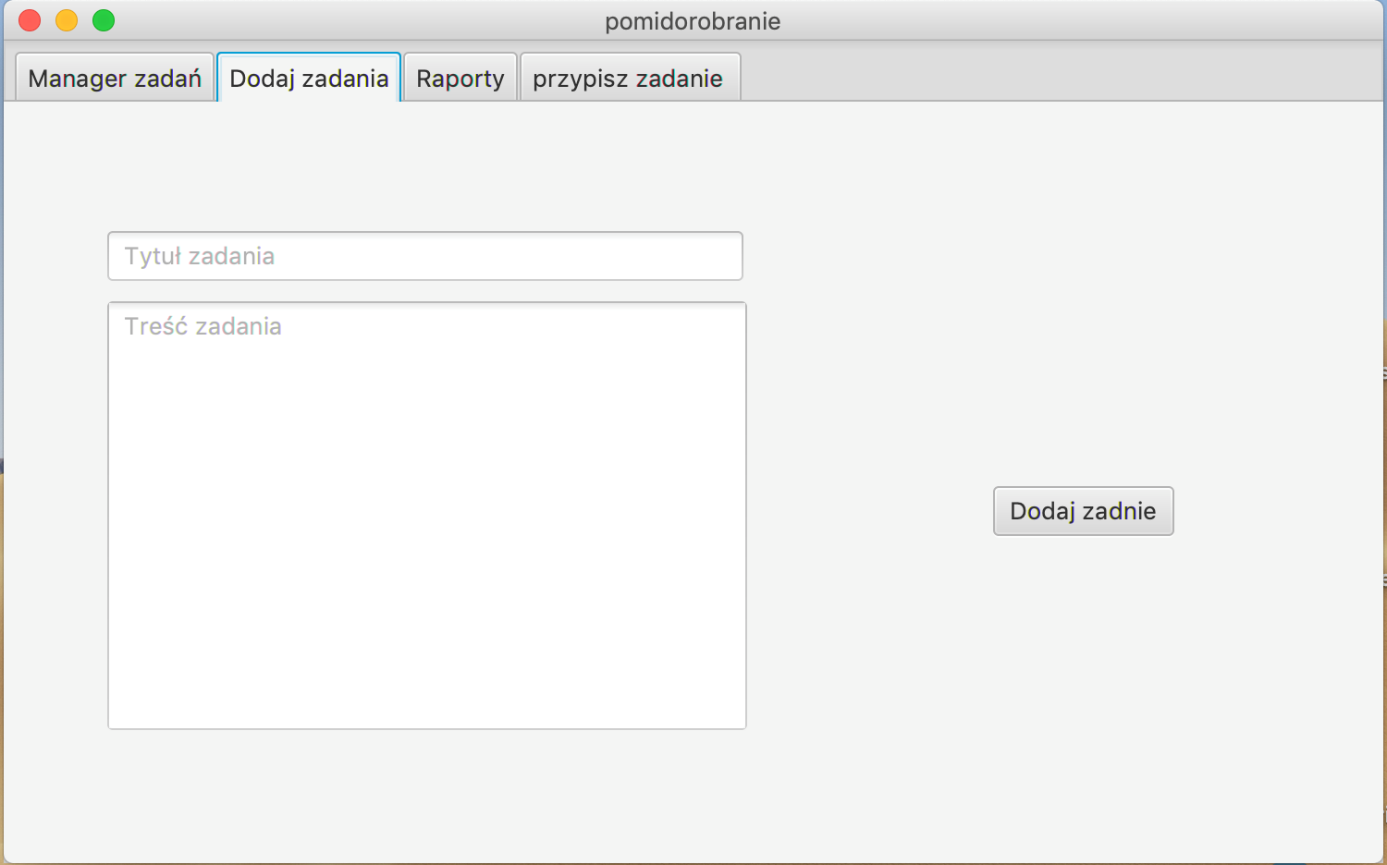 pomidorobranie
Manager zadań Dodaj zadania Raporty przypisz zadanie
Tytuł zadania
Treść zadania
Dodaj zadnie